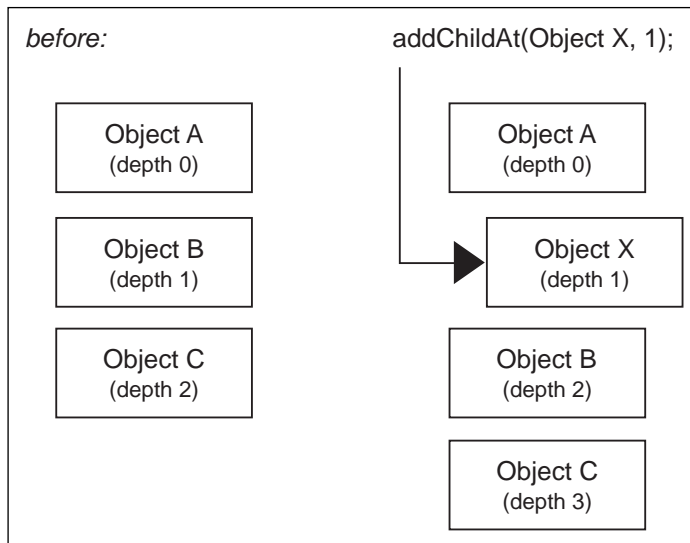 before:
Object A
(depth 0)
Object B
(depth 1)
Object C
(depth 2)
addChildAt(Object X, 1);
Object A
(depth 0)
Object X
(depth 1)
Object B
(depth 2)
Object C
(depth 3)